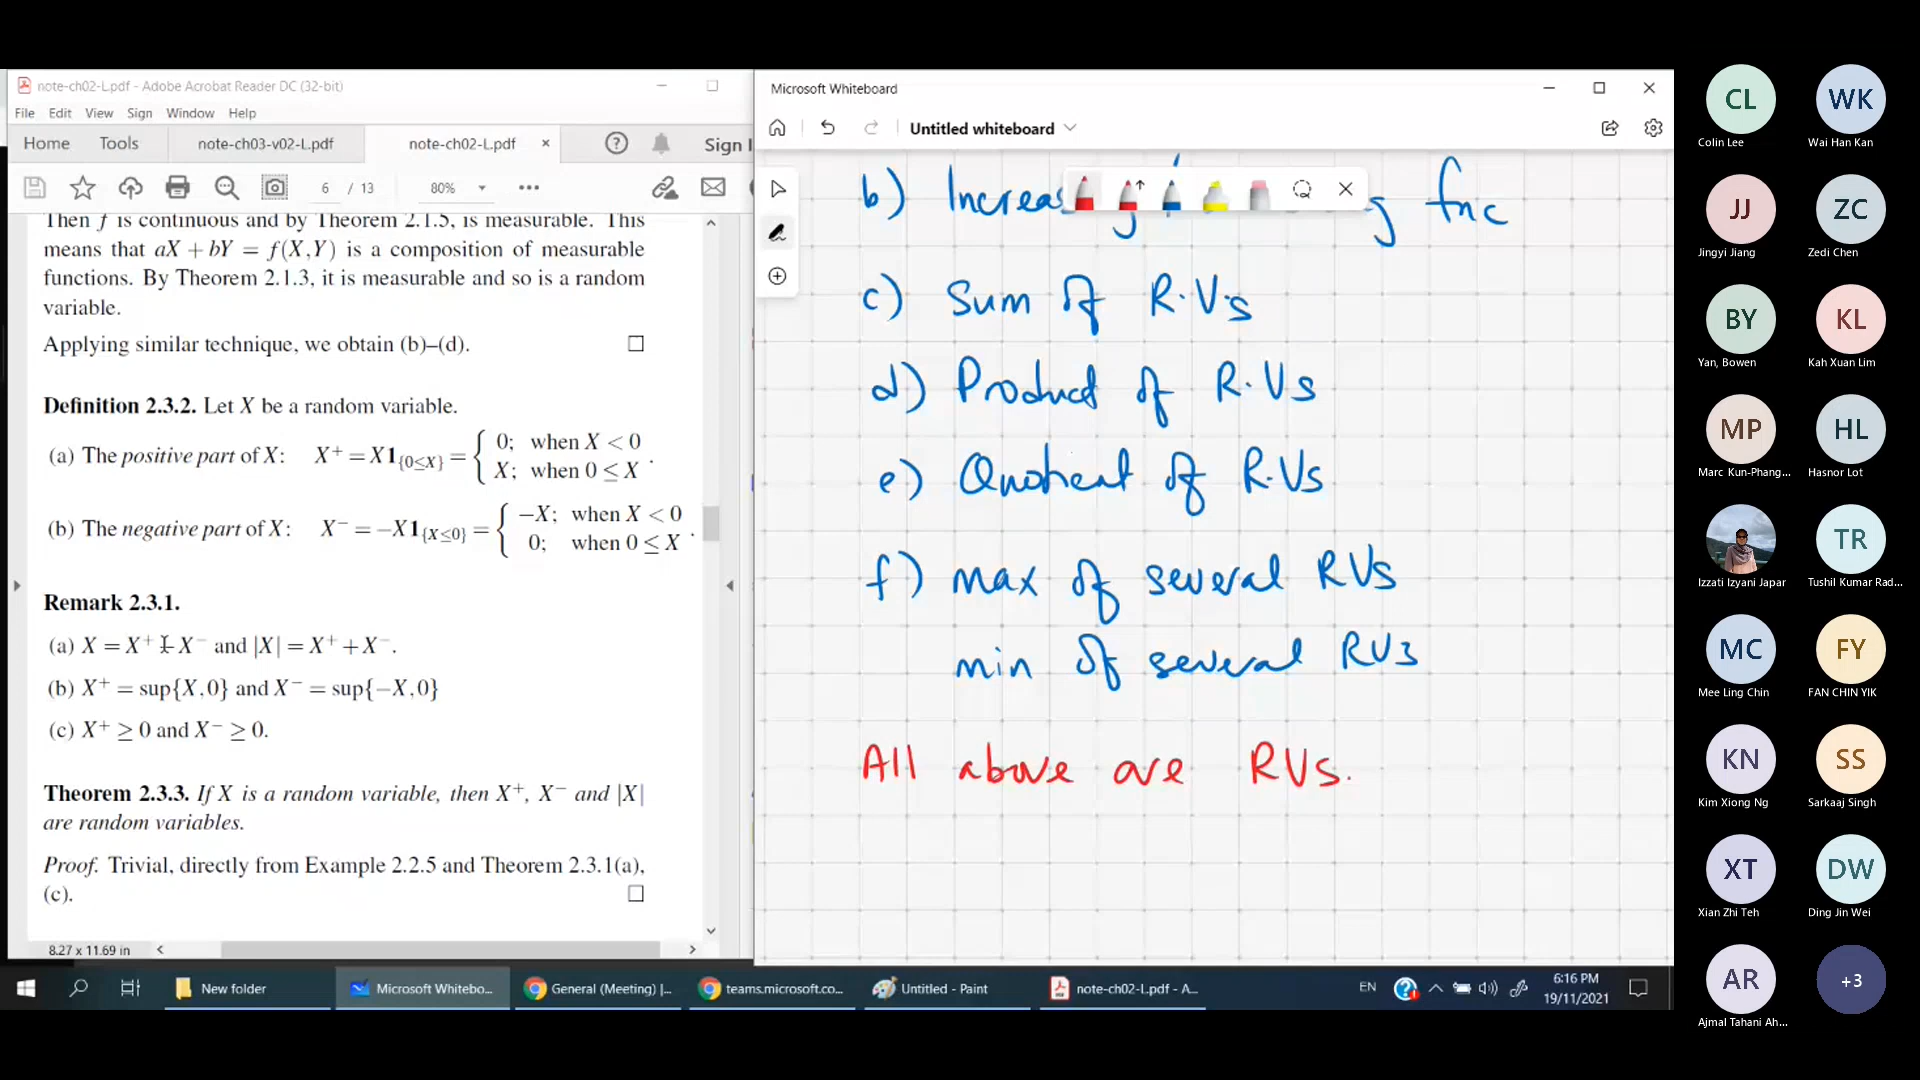 note-ch02-L.pdf - Adobe Acrobat Reader DC (32-bit)
File Edit View Sign Window Help
Home Tools note-ch03-v02-L.pdf note-ch02-L.pdf × Sign I
6 / 13 80%
Then f is continuous and by Theorem 2.1.5, is measurable. This
means that aX + bY = f(X,Y) is a composition of measurable
functions. By Theorem 2.1.3, it is measurable and so is a random
variable.
Applying similar technique, we obtain (b)–(d). □
Definition 2.3.2. Let X be a random variable.
(a) The positive part of X: X⁺ = X1_{0≤X} = { 0; when X < 0
X; when 0 ≤ X .
(b) The negative part of X: X⁻ = −X1_{X≤0} = { −X; when X < 0
0; when 0 ≤ X .
Remark 2.3.1.
(a) X = X⁺ − X⁻ and |X| = X⁺ + X⁻.
(b) X⁺ = sup{X,0} and X⁻ = sup{−X,0}
(c) X⁺ ≥ 0 and X⁻ ≥ 0.
Theorem 2.3.3. If X is a random variable, then X⁺, X⁻ and |X|
are random variables.
Proof. Trivial, directly from Example 2.2.5 and Theorem 2.3.1(a),
(c). □
8.27 x 11.69 in
Microsoft Whiteboard
Untitled whiteboard
b) fnc
c) Sum of R.V.s
d) Product of R.Vs
e) Quotient of R.Vs
f) max of several RVs
min of several RVs
All above are RVs.
CL WK
Colin Lee Wai Han Kan
JJ ZC
Jingyi Jiang Zedi Chen
BY KL
Yan, Bowen Kah Xuan Lim
MP HL
Marc Kun-Phang... Hasnor Lot
TR
Izzati Izyani Japar Tushil Kumar Rad...
MC FY
Mee Ling Chin FAN CHIN YIK
KN SS
Kim Xiong Ng Sarkaaj Singh
XT DW
Xian Zhi Teh Ding Jin Wei
AR +3
Ajmal Tahani Ah...
New folder Microsoft Whitebo... General (Meeting) |... teams.microsoft.co... Untitled - Paint note-ch02-L.pdf - A...
EN 6:16 PM
19/11/2021